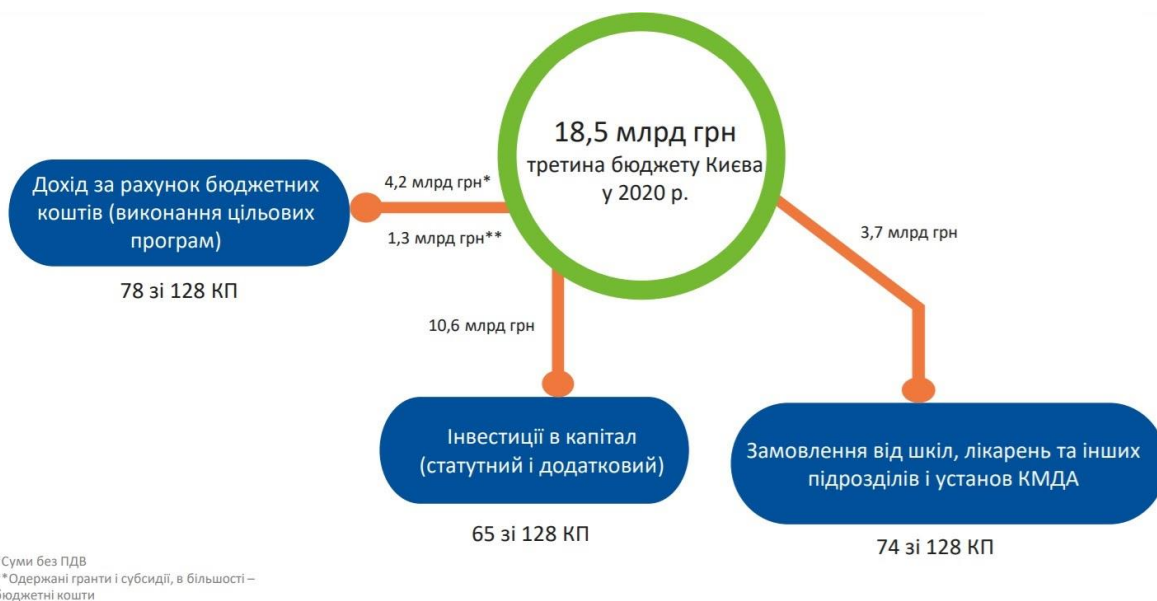 18,5 млрд грн
третина бюджету Києва
у 2020 р.
Дохід за рахунок бюджетних
коштів (виконання цільових
програм)
4,2 млрд грн*
1,3 млрд грн**
78 зі 128 КП
3,7 млрд грн
10,6 млрд грн
Інвестиції в капітал
(статутний і додатковий)
65 зі 128 КП
Замовлення від шкіл, лікарень та інших
підрозділів і установ КМДА
74 зі 128 КП
Суми без ПДВ
*Одержані гранти і субсидії, в більшості –
бюджетні кошти